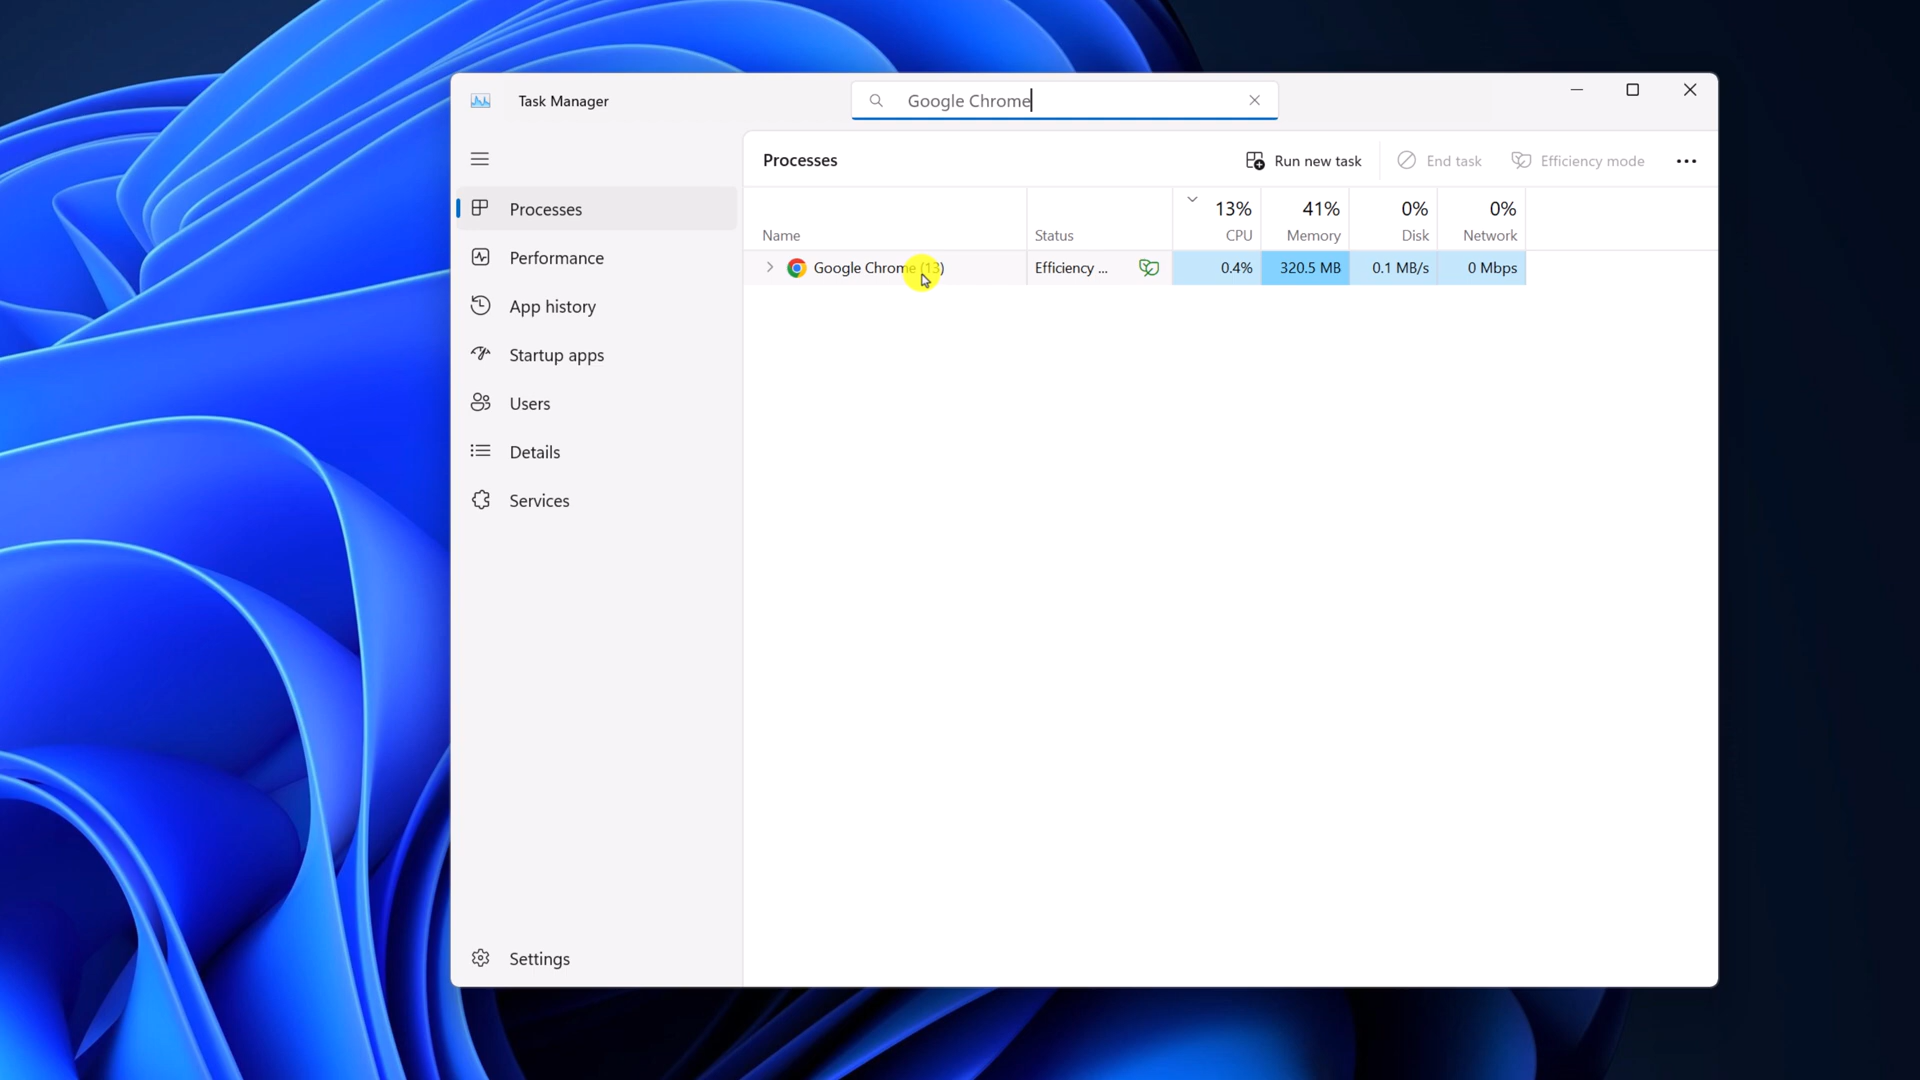 Task Manager
Google Chrome
Processes
Run new task
End task
Efficiency mode
Processes
Performance
App history
Startup apps
Users
Details
Services
Settings
13% 41% 0% 0%
Name Status CPU Memory Disk Network
Google Chrome (13) Efficiency ... 0.4% 320.5 MB 0.1 MB/s 0 Mbps